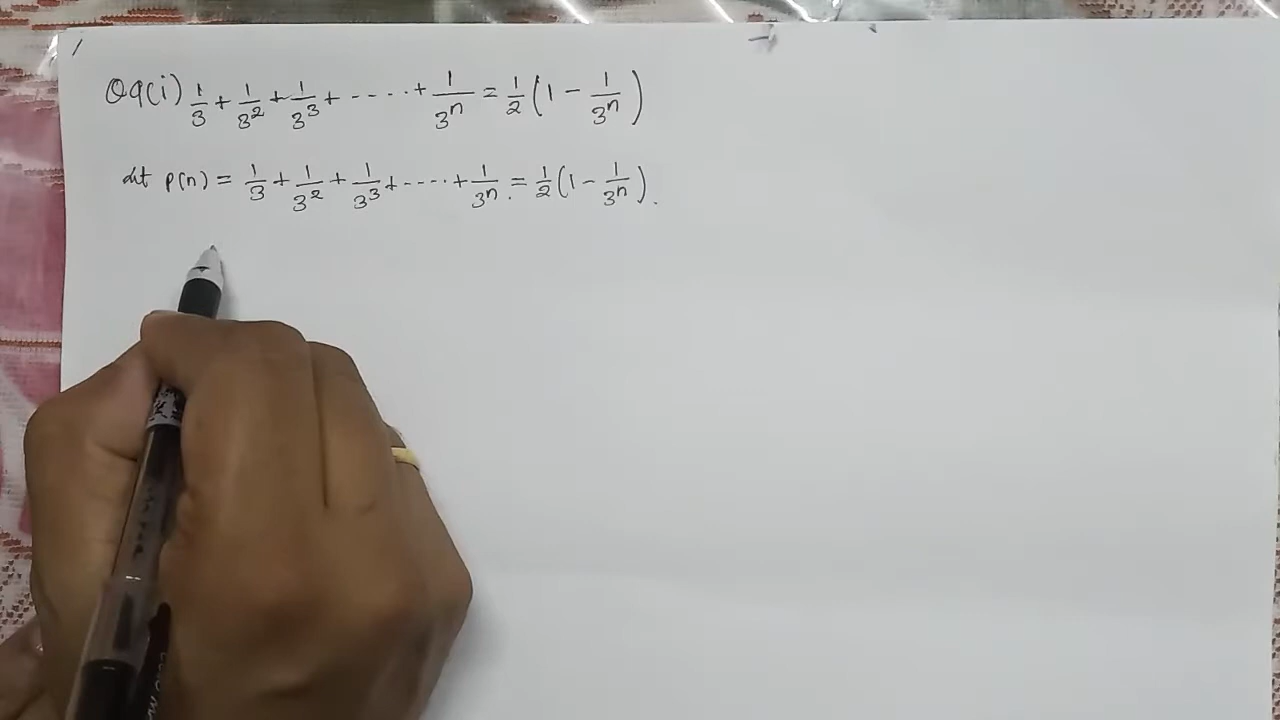 Q9(i) 1/3 + 1/3² + 1/3³ + ----- + 1/3ⁿ = 1/2 (1 - 1/3ⁿ)
Let P(n) = 1/3 + 1/3² + 1/3³ + ----- + 1/3ⁿ. = 1/2 (1 - 1/3ⁿ).